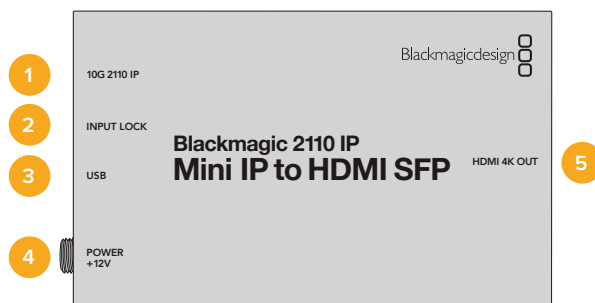 Blackmagicdesign
1
10G 2110 IP
2
INPUT LOCK
Blackmagic 2110 IP
Mini IP to HDMI SFP
3
USB
HDMI 4K OUT
5
4
POWER
+12V